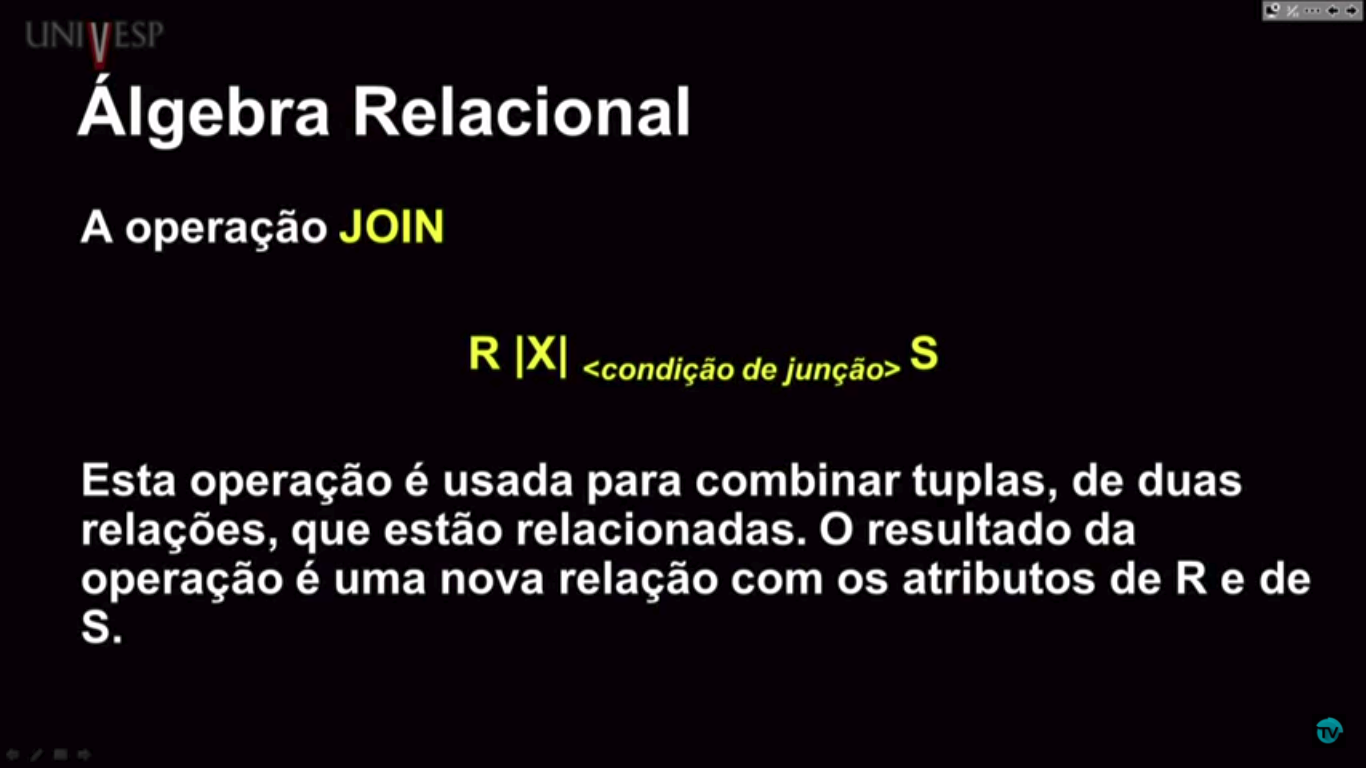 UNIVESP
Álgebra Relacional
A operação JOIN
R |X| <condição de junção> S
Esta operação é usada para combinar tuplas, de duas
relações, que estão relacionadas. O resultado da
operação é uma nova relação com os atributos de R e de
S.
TV